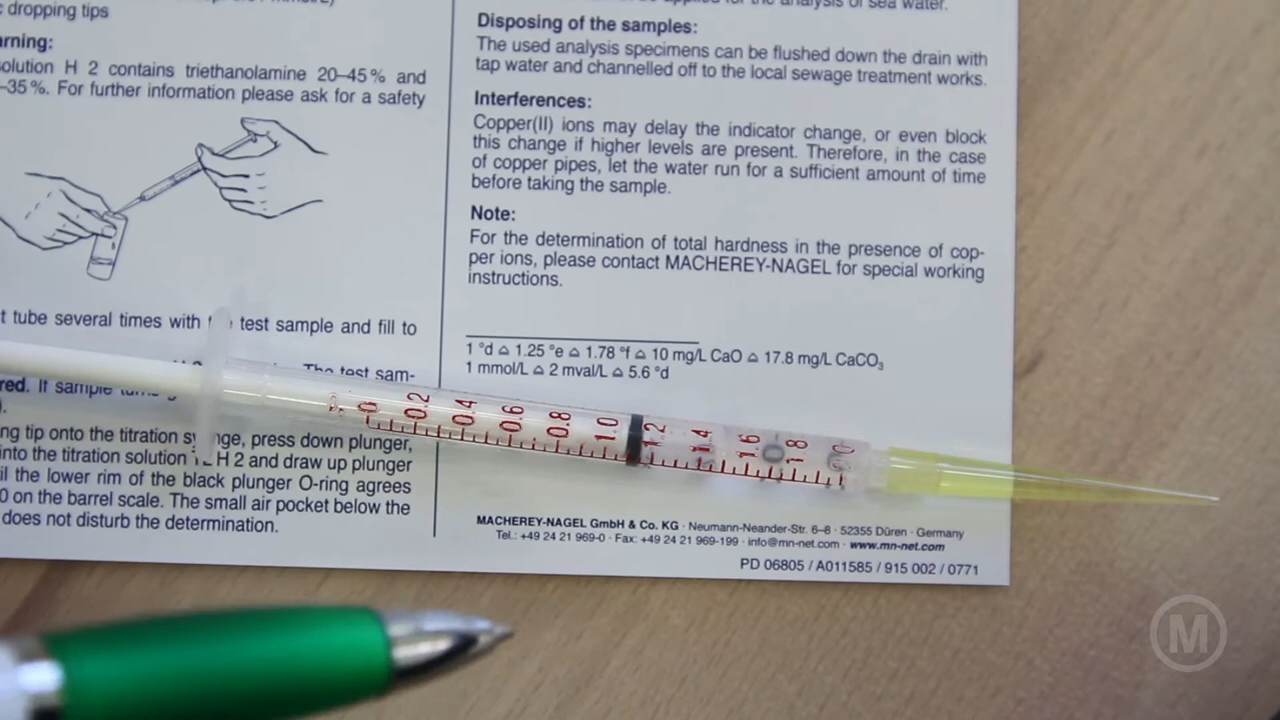 dropping tips
rning:
olution H 2 contains triethanolamine 20–45% and
–35%. For further information please ask for a safety
t tube several times with test sample and fill to
The test sam-
red. If sample
ng tip onto the titration nge, press down plunger,
into the titration solution H 2 and draw up plunger
il the lower rim of the black plunger O-ring agrees
0 on the barrel scale. The small air pocket below the
does not disturb the determination.
analysis of sea water.
Disposing of the samples:
The used analysis specimens can be flushed down the drain with
tap water and channelled off to the local sewage treatment works.
Interferences:
Copper(II) ions may delay the indicator change, or even block
this change if higher levels are present. Therefore, in the case
of copper pipes, let the water run for a sufficient amount of time
before taking the sample.
Note:
For the determination of total hardness in the presence of cop-
per ions, please contact MACHEREY-NAGEL for special working
instructions.
1 °d ≙ 1.25 °e ≙ 1.78 °f ≙ 10 mg/L CaO ≙ 17.8 mg/L CaCO₃
1 mmol/L ≙ 2 mval/L ≙ 5.6 °d
0 0.2 0.4 0.6 0.8 1.0 1.2 1.4 1.6 1.8
MACHEREY-NAGEL GmbH & Co. KG · Neumann-Neander-Str. 6–8 · 52355 Düren · Germany
Tel.: +49 24 21 969-0 · Fax: +49 24 21 969-199 · info@mn-net.com · www.mn-net.com
PD 06805 / A011585 / 915 002 / 0771
M